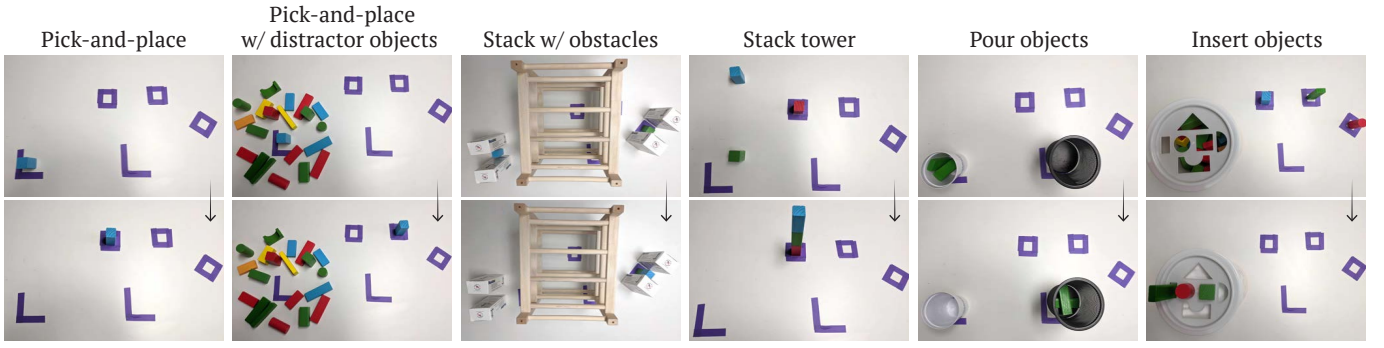 Pick-and-place
Pick-and-place
w/ distractor objects
Stack w/ obstacles
Stack tower
Pour objects
Insert objects